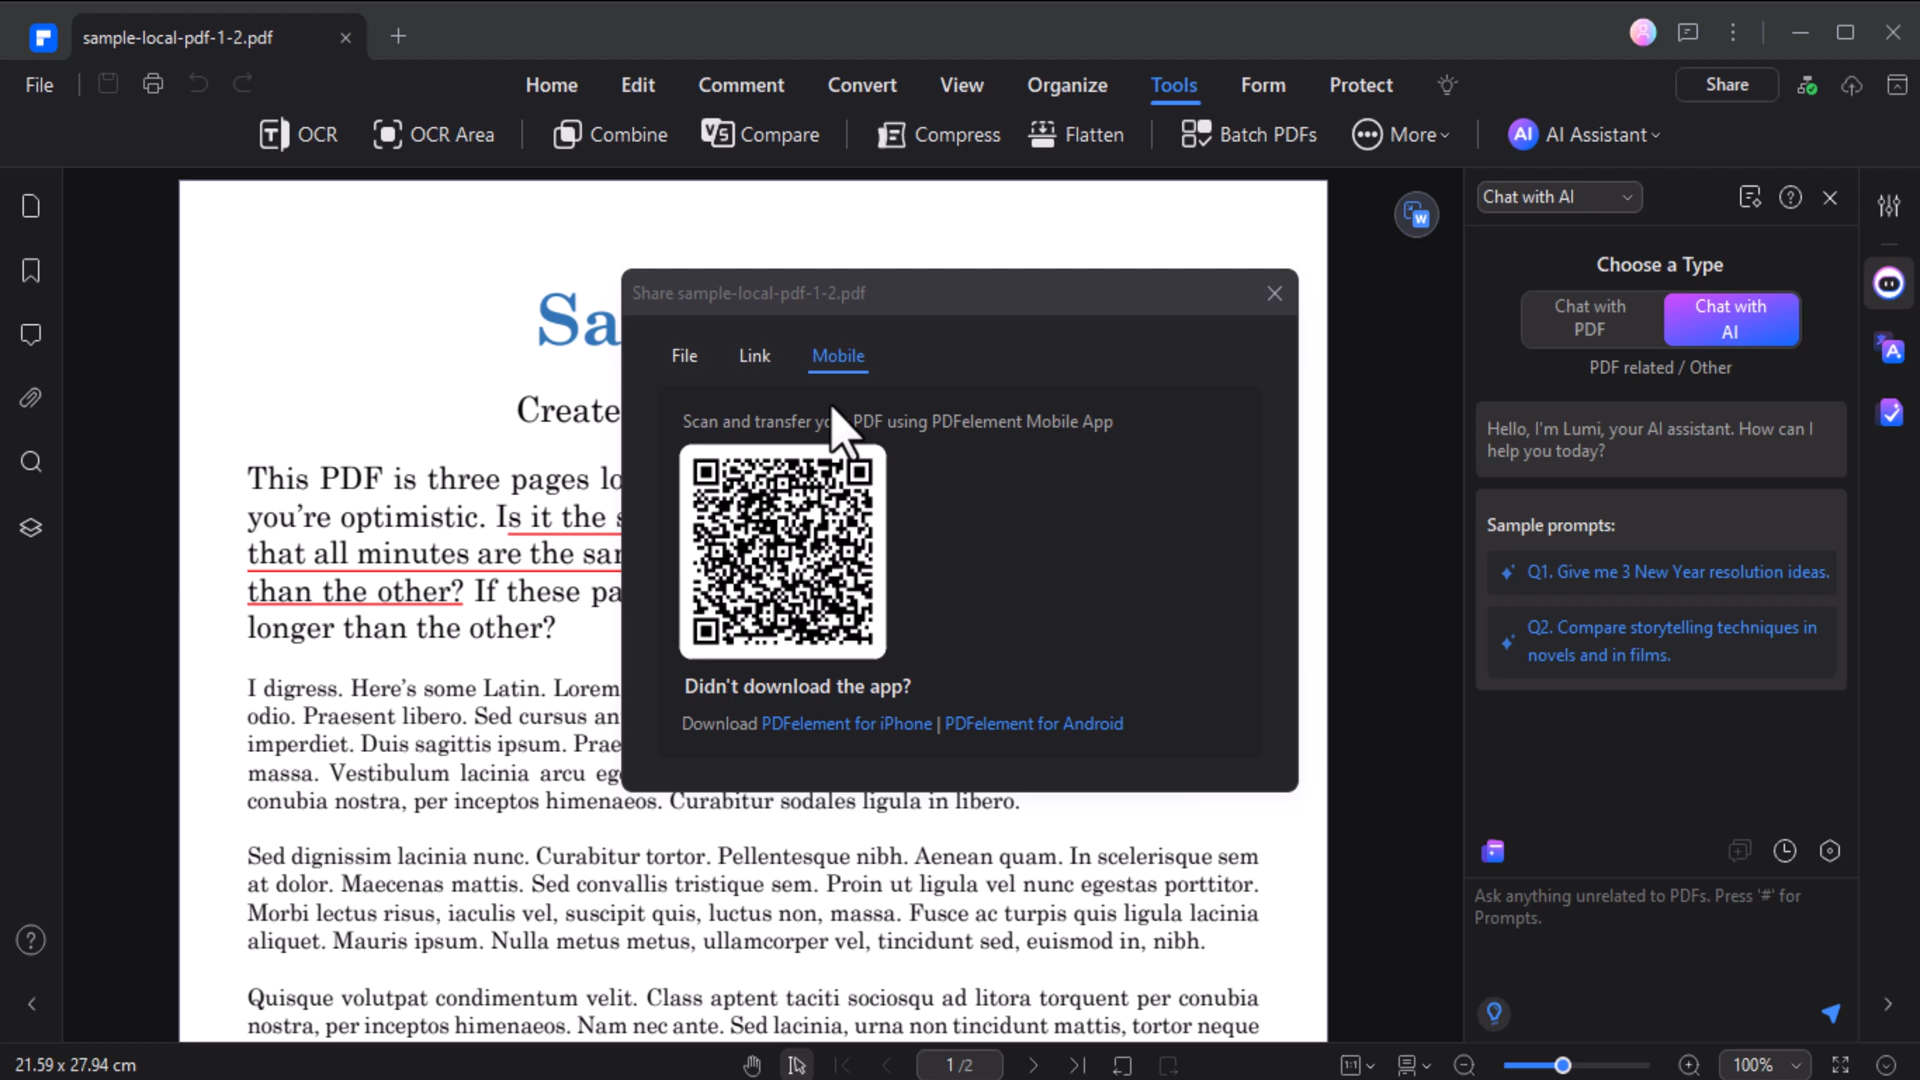 sample-local-pdf-1-2.pdf
File
Home
Edit
Comment
Convert
View
Organize
Tools
Form
Protect
Share
OCR
OCR Area
Combine
Compare
Compress
Flatten
Batch PDFs
More
AI Assistant
Sa
Create
This PDF is three pages lo
you're optimistic. Is it the s
that all minutes are the sa
than the other? If these pa
longer than the other?
I digress. Here's some Latin. Lorem
odio. Praesent libero. Sed cursus an
imperdiet. Duis sagittis ipsum. Prae
massa. Vestibulum lacinia arcu eg
conubia nostra, per inceptos himenaeos. Curabitur sodales ligula in libero.
Sed dignissim lacinia nunc. Curabitur tortor. Pellentesque nibh. Aenean quam. In scelerisque sem
at dolor. Maecenas mattis. Sed convallis tristique sem. Proin ut ligula vel nunc egestas porttitor.
Morbi lectus risus, iaculis vel, suscipit quis, luctus non, massa. Fusce ac turpis quis ligula lacinia
aliquet. Mauris ipsum. Nulla metus metus, ullamcorper vel, tincidunt sed, euismod in, nibh.
Quisque volutpat condimentum velit. Class aptent taciti sociosqu ad litora torquent per conubia
nostra, per inceptos himenaeos. Nam nec ante. Sed lacinia, urna non tincidunt mattis, tortor neque
Share sample-local-pdf-1-2.pdf
File
Link
Mobile
Scan and transfer yo PDF using PDFelement Mobile App
Didn't download the app?
Download PDFelement for iPhone | PDFelement for Android
Chat with AI
Choose a Type
Chat with
PDF
Chat with
AI
PDF related / Other
Hello, I'm Lumi, your AI assistant. How can I
help you today?
Sample prompts:
Q1. Give me 3 New Year resolution ideas.
Q2. Compare storytelling techniques in
novels and in films.
Ask anything unrelated to PDFs. Press '#' for
Prompts.
21.59 x 27.94 cm
1 /2
100%